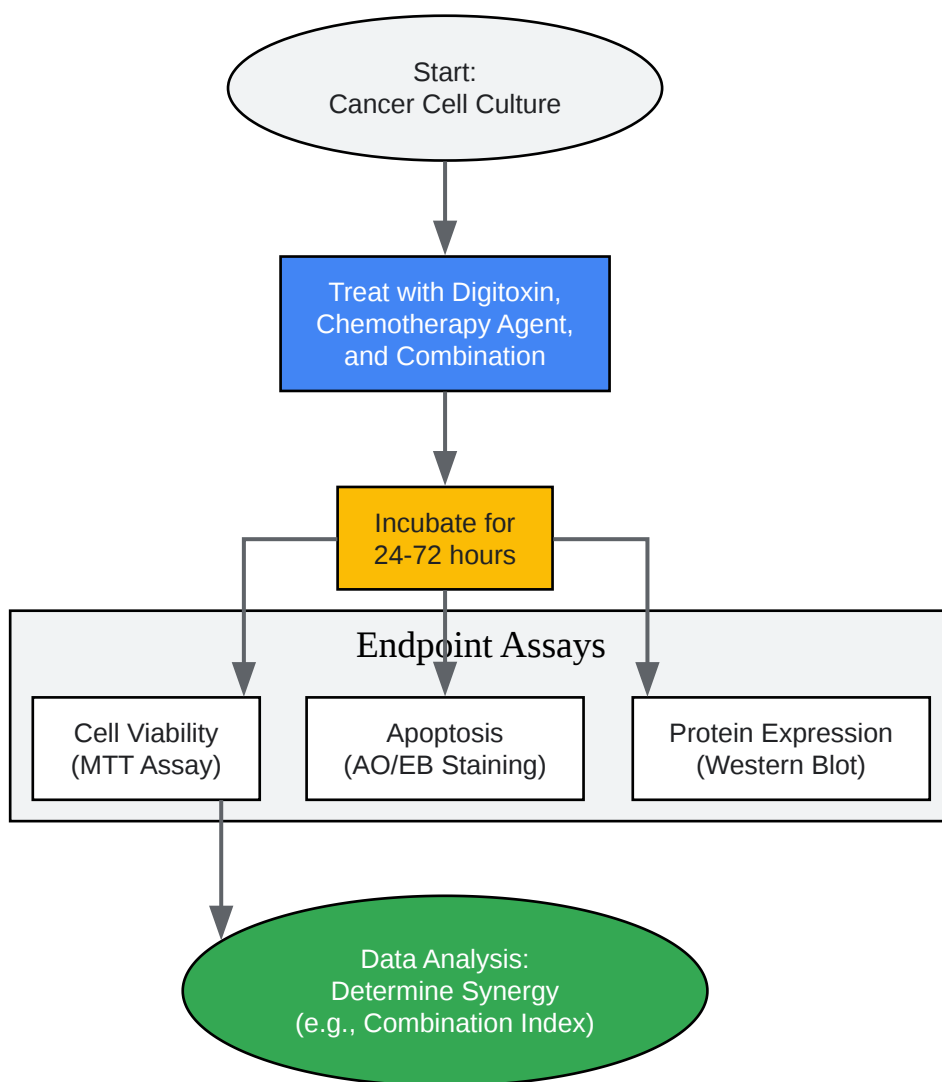 Start:
Cancer Cell Culture
Treat with Digitoxin,
Chemotherapy Agent,
and Combination
Incubate for
24-72 hours
Endpoint Assays
Cell Viability
(MTT Assay)
Apoptosis
(AO/EB Staining)
Protein Expression
(Western Blot)
Data Analysis:
Determine Synergy
(e.g., Combination Index)